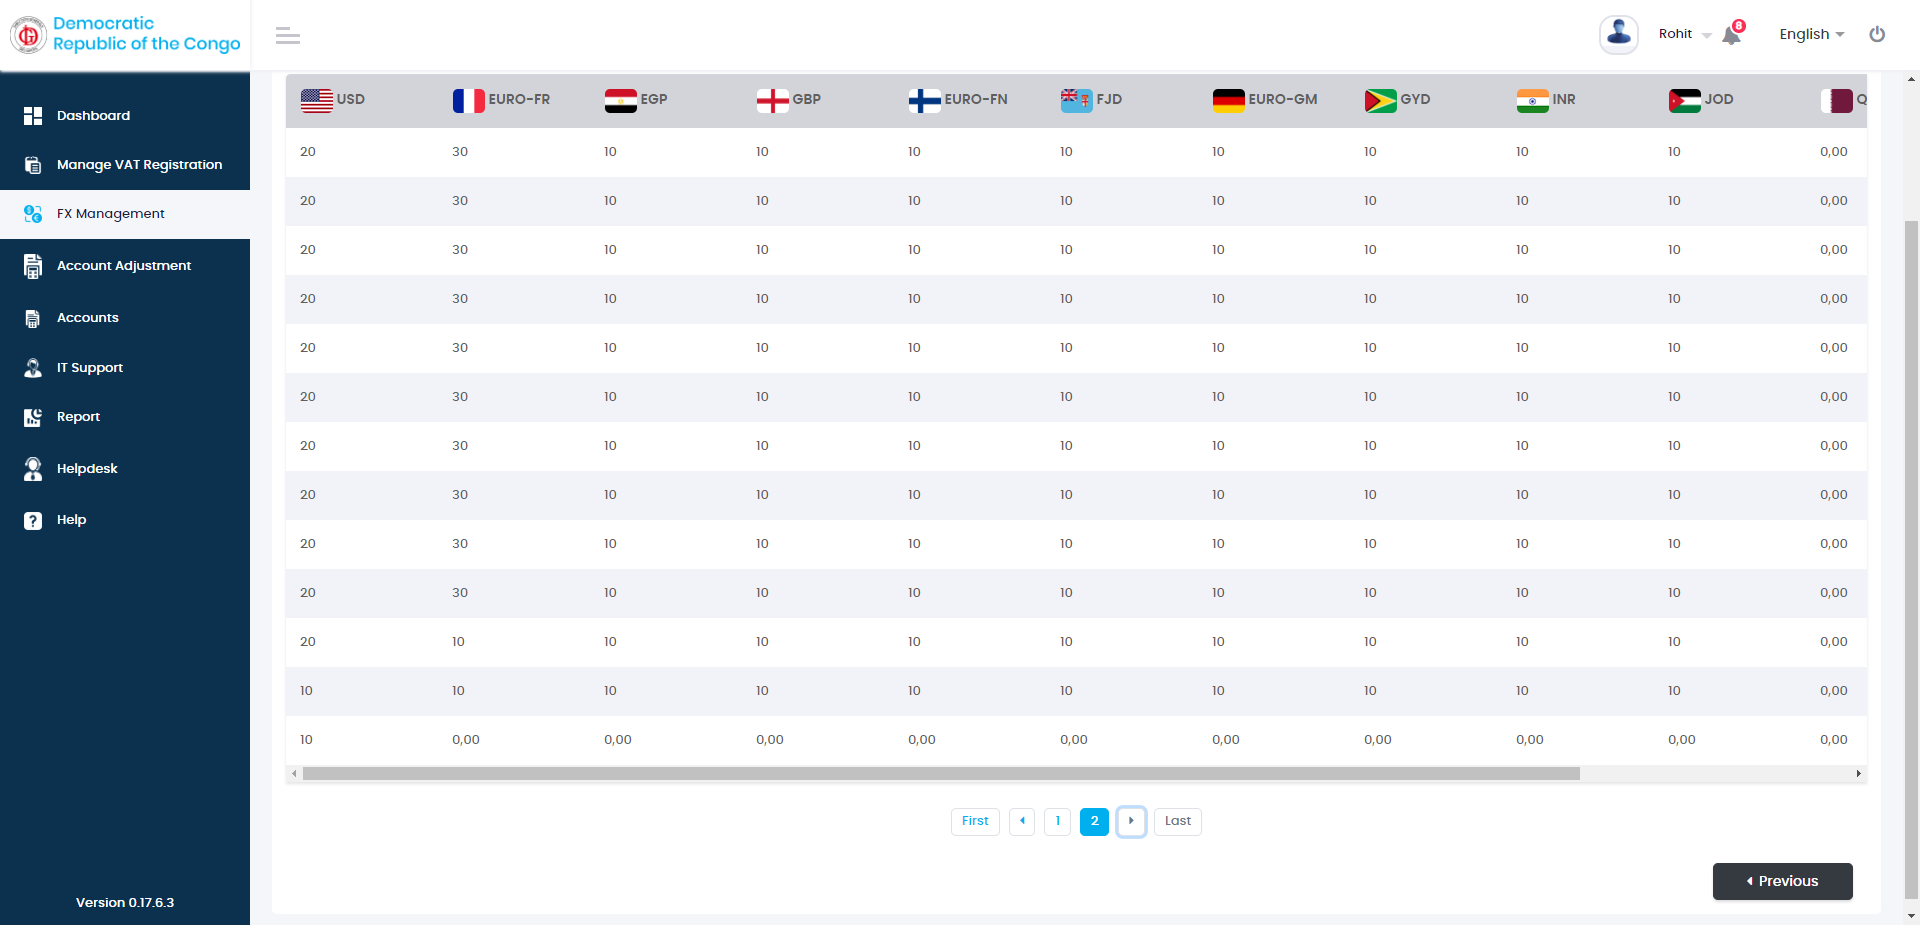 Democratic
Republic of the Congo
Rohit
8
English
Dashboard
Manage VAT Registration
FX Management
Account Adjustment
Accounts
IT Support
Report
Helpdesk
Help
Version 0.17.6.3
USD EURO-FR EGP GBP EURO-FN FJD EURO-GM GYD INR JOD Q
20 30 10 10 10 10 10 10 10 10 0,00
20 30 10 10 10 10 10 10 10 10 0,00
20 30 10 10 10 10 10 10 10 10 0,00
20 30 10 10 10 10 10 10 10 10 0,00
20 30 10 10 10 10 10 10 10 10 0,00
20 30 10 10 10 10 10 10 10 10 0,00
20 30 10 10 10 10 10 10 10 10 0,00
20 30 10 10 10 10 10 10 10 10 0,00
20 30 10 10 10 10 10 10 10 10 0,00
20 30 10 10 10 10 10 10 10 10 0,00
20 10 10 10 10 10 10 10 10 10 0,00
10 10 10 10 10 10 10 10 10 10 0,00
10 0,00 0,00 0,00 0,00 0,00 0,00 0,00 0,00 0,00 0,00
First 1 2 Last
Previous